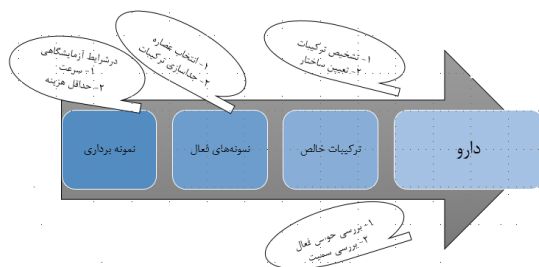 درشرایط آزمایشگاهی
۱- سرعت
۲- حداقل هزینه
۱- انتخاب عصاره
۲- جداسازی ترکیبات
۱- تشخیص ترکیبات
۲- تعیین ساختار
نمونه برداری
نمونه‌های فعال
ترکیبات خالص
دارو
۱- بررسی خواص فعال
۲- بررسی سمیت